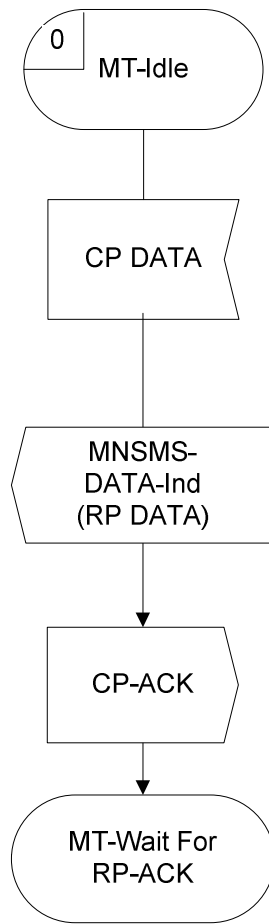 0
MT-Idle
CP DATA
MNSMS-
DATA-Ind
(RP DATA)
CP-ACK
MT-Wait For
RP-ACK